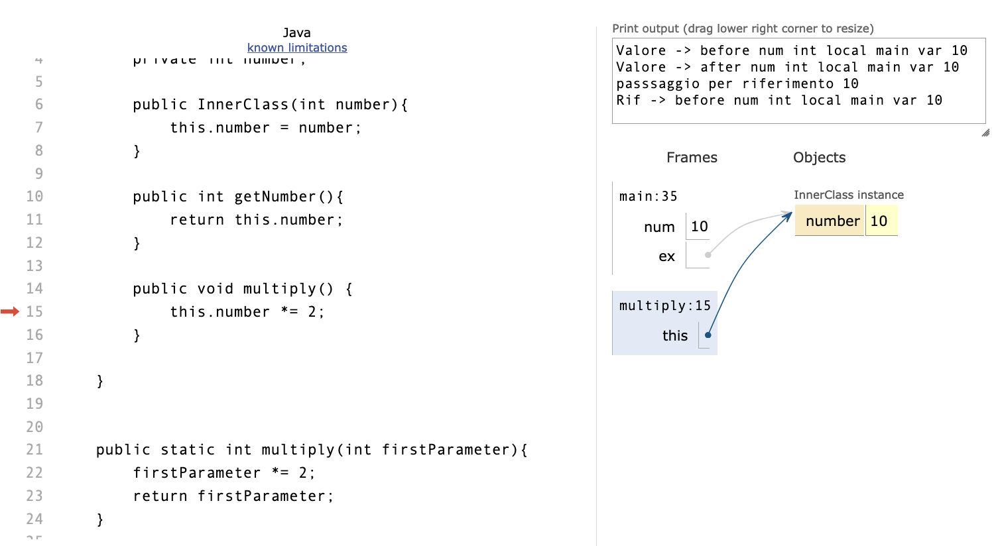 Java
known limitations
4 private int number;
5
6 public InnerClass(int number){
7 this.number = number;
8 }
9
10 public int getNumber(){
11 return this.number;
12 }
13
14 public void multiply() {
15 this.number *= 2;
16 }
17
18 }
19
20
21 public static int multiply(int firstParameter){
22 firstParameter *= 2;
23 return firstParameter;
24 }
25
Print output (drag lower right corner to resize)
Valore -> before num int local main var 10
Valore -> after num int local main var 10
passsaggio per riferimento 10
Rif -> before num int local main var 10
Frames Objects
main:35
num 10
ex
InnerClass instance
number 10
multiply:15
this